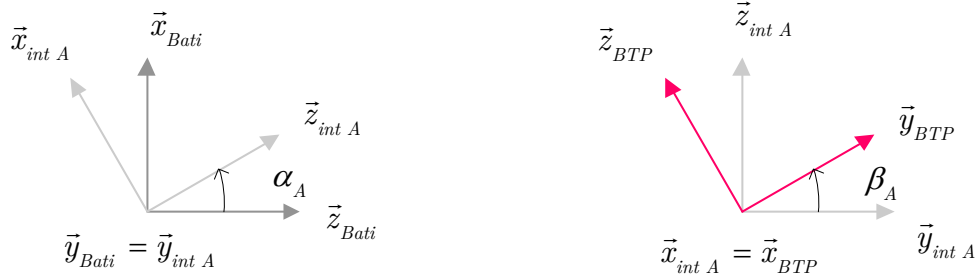 x⃗_int A
x⃗_Bati
z⃗_int A
α_A
z⃗_Bati
y⃗_Bati = y⃗_int A
z⃗_BTP
z⃗_int A
y⃗_BTP
β_A
y⃗_int A
x⃗_int A = x⃗_BTP